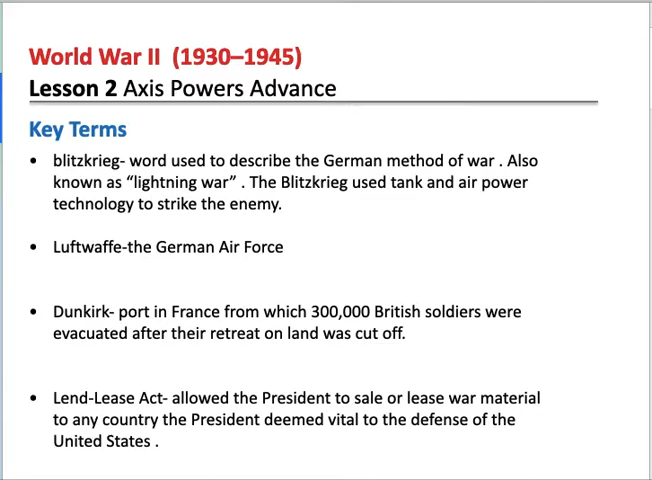 World War II (1930–1945)
Lesson 2 Axis Powers Advance
Key Terms
• blitzkrieg- word used to describe the German method of war . Also
known as “lightning war” . The Blitzkrieg used tank and air power
technology to strike the enemy.
• Luftwaffe-the German Air Force
• Dunkirk- port in France from which 300,000 British soldiers were
evacuated after their retreat on land was cut off.
• Lend-Lease Act- allowed the President to sale or lease war material
to any country the President deemed vital to the defense of the
United States .